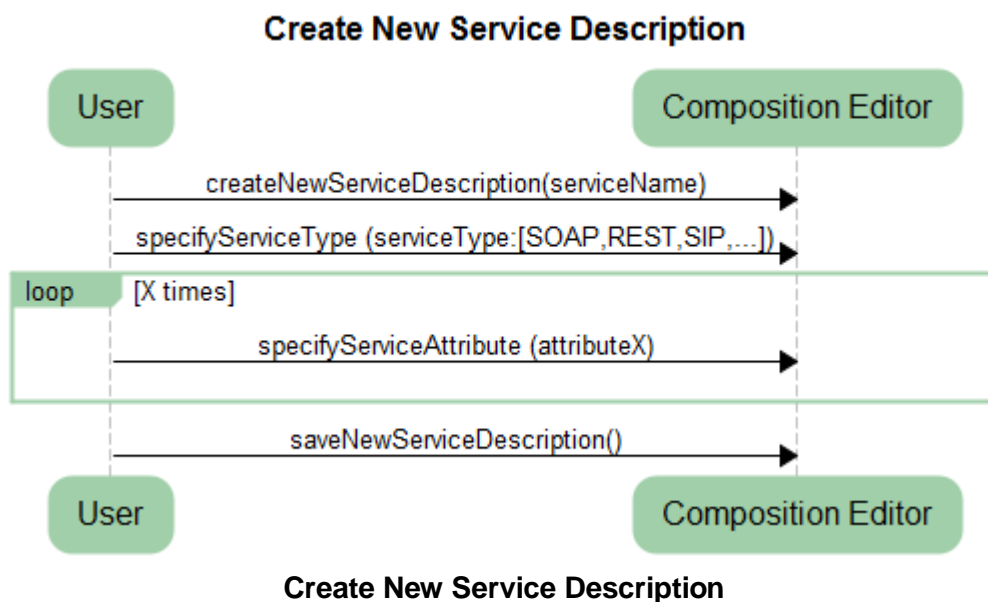 Create New Service Description
User Composition Editor
createNewServiceDescription(serviceName)
specifyServiceType (serviceType:[SOAP,REST,SIP,...])
loop [X times]
specifyServiceAttribute (attributeX)
saveNewServiceDescription()
User Composition Editor
Create New Service Description